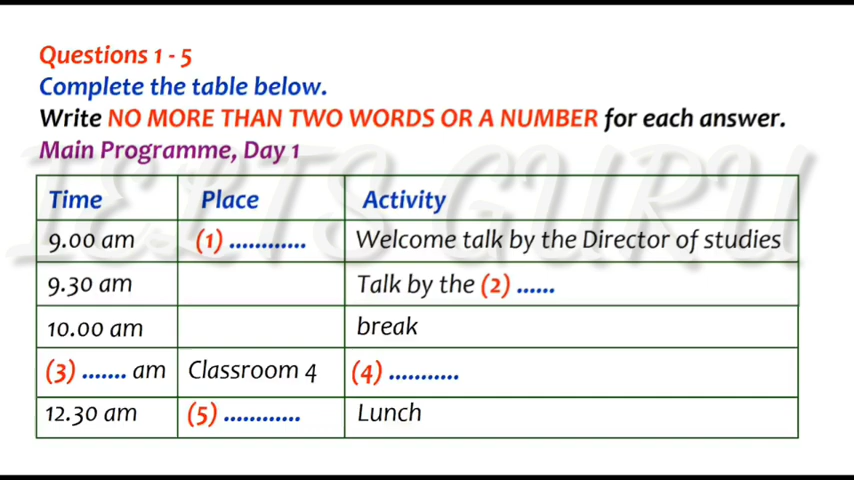 Questions 1 - 5
Complete the table below.
Write NO MORE THAN TWO WORDS OR A NUMBER for each answer.
Main Programme, Day 1
IELTS GURU
Time Place Activity
9.00 am (1) ............ Welcome talk by the Director of studies
9.30 am Talk by the (2) ......
10.00 am break
(3) ....... am Classroom 4 (4) ...........
12.30 am (5) ............ Lunch